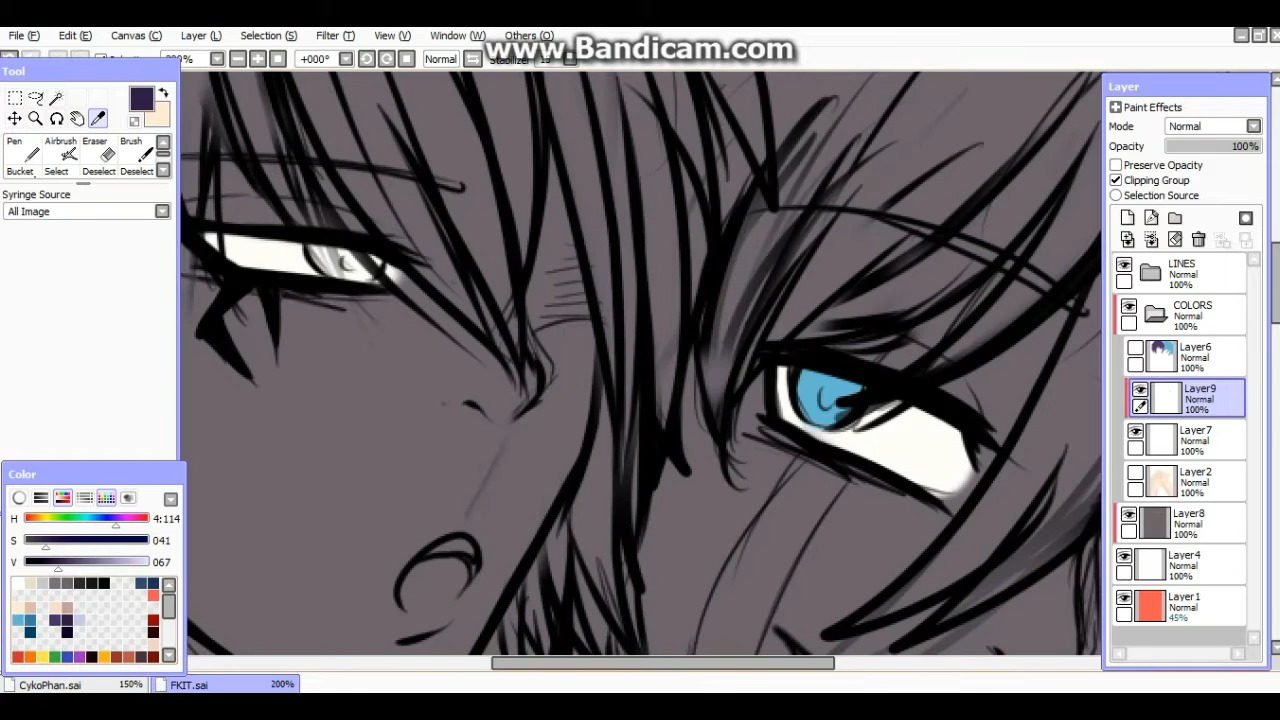 www.Bandicam.com
File (F) Edit (E) Canvas (C) Layer (L) Selection (S) Filter (T) View (V) Window (W) Others (O)
+000° Normal Stabilizer
Tool
Pen Airbrush Eraser Brush
Bucket Select Deselect Deselect
Syringe Source
All Image
Color
H 4:114
S 041
V 067
Layer
Paint Effects
Mode Normal
Opacity 100%
Preserve Opacity
Clipping Group
Selection Source
LINES
Normal
100%
COLORS
Normal
100%
Layer6
Normal
100%
Layer9
Normal
100%
Layer7
Normal
100%
Layer2
Normal
100%
Layer8
Normal
100%
Layer4
Normal
100%
Layer1
Normal
45%
CykoPhan.sai 150% FKIT.sai 200%